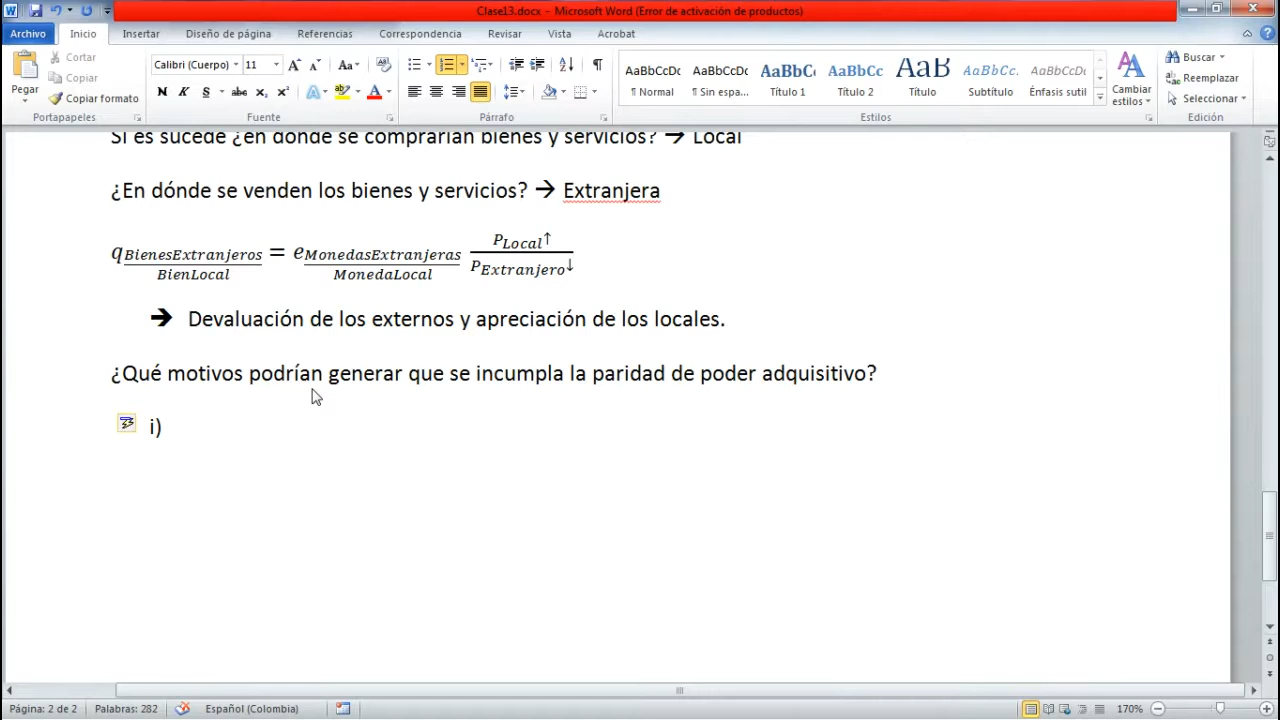 Clase13.docx - Microsoft Word (Error de activación de productos)
Archivo Inicio Insertar Diseño de página Referencias Correspondencia Revisar Vista Acrobat
Pegar
Cortar
Copiar
Copiar formato
Portapapeles
Calibri (Cuerpo) 11
N K S abc x₂ x²
Fuente
Párrafo
AaBbCcDc AaBbCcDc AaBbC( AaBbCc AaB AaBbCc. AaBbCcDc
¶ Normal ¶ Sin espa... Título 1 Título 2 Título Subtítulo Énfasis sutil
Cambiar estilos
Estilos
Buscar
Reemplazar
Seleccionar
Edición
Si es sucede ¿en dónde se comprarían bienes y servicios? → Local
¿En dónde se venden los bienes y servicios? → Extranjera
q BienesExtranjeros/BienLocal = e MonedasExtranjeras/MonedaLocal P Local↑/P Extranjero↓
→ Devaluación de los externos y apreciación de los locales.
¿Qué motivos podrían generar que se incumpla la paridad de poder adquisitivo?
i)
Página: 2 de 2 Palabras: 282 Español (Colombia) 170%